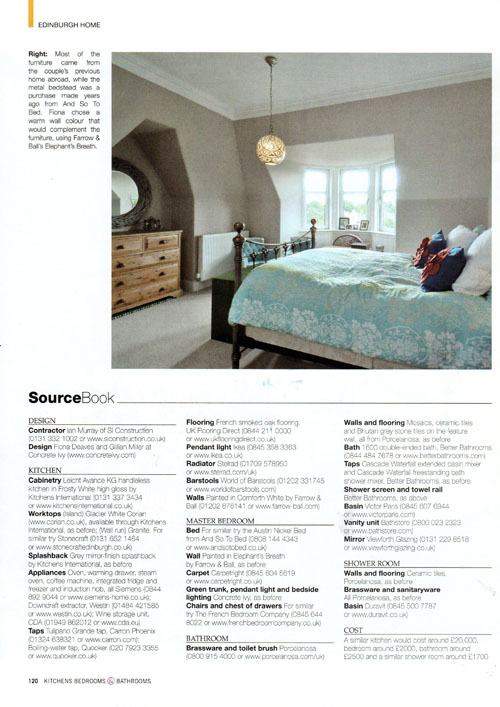 EDINBURGH HOME
Right: Most of the
furniture came from
the couple's previous
home abroad, while the
metal bedstead was a
purchase made years
ago from And So To
Bed. Fiona chose a
warm wall colour that
would complement the
furniture, using Farrow &
Ball's Elephant's Breath.
SourceBook
DESIGN
Contractor Ian Murray of SI Construction
(0131 332 1002 or www.siconstruction.co.uk)
Design Fiona Deaves and Gillian Miller at
Concrete Ivy (www.concreteivy.com)
KITCHEN
Cabinetry Leicht Avance KG handleless
kitchen in Frosty White high gloss by
Kitchens International (0131 337 3434
or www.kitchensinternational.co.uk)
Worktops (Island) Glacier White Corian
(www.corian.co.uk), available through Kitchens
International, as before; (Wall run) Granite. For
similar try Stonecraft (0131 652 1464
or www.stonecraftedinburgh.co.uk)
Splashback Grey mirror-finish splashback
by Kitchens International, as before
Appliances Oven, warming drawer, steam
oven, coffee machine, integrated fridge and
freezer and induction hob, all Siemens (0844
892 9044 or www.siemens-home.co.uk);
Downdraft extractor, Westin (01484 421585
or www.westin.co.uk); Wine storage unit,
CDA (01949 862012 or www.cda.eu)
Taps Tulipano Grande tap, Carron Phoenix
(01324 638321 or www.carron.com);
Boiling-water tap, Quooker (020 7923 3355
or www.quooker.co.uk)
Flooring French smoked oak flooring,
UK Flooring Direct (0844 211 0000
or www.ukflooringdirect.co.uk)
Pendant light Ikea (0845 358 3363
or www.ikea.co.uk)
Radiator Stelrad (01709 578950
or www.stelrad.com/uk)
Barstools World of Barstools (01202 331745
or www.worldofbarstools.com)
Walls Painted in Cornforth White by Farrow &
Ball (01202 876141 or www.farrow-ball.com)
MASTER BEDROOM
Bed For similar try the Austin Nickel Bed
from And So To Bed (0808 144 4343
or www.andsotobed.co.uk)
Wall Painted in Elephant's Breath
by Farrow & Ball, as before
Carpet Carpetright (0845 604 5619
or www.carpetright.co.uk)
Green trunk, pendant light and bedside
lighting Concrete Ivy, as before
Chairs and chest of drawers For similar
try The French Bedroom Company (0845 644
8022 or www.frenchbedroomcompany.co.uk)
BATHROOM
Brassware and toilet brush Porcelanosa
(0800 915 4000 or www.porcelanosa.com/uk)
Walls and flooring Mosaics, ceramic tiles
and Bhutan grey stone tiles on the feature
wall, all from Porcelanosa, as before
Bath 1600 double-ended bath, Better Bathrooms
(0844 484 7678 or www.betterbathrooms.com)
Taps Cascade Waterfall extended basin mixer
and Cascade Waterfall freestanding bath
shower mixer, Better Bathrooms, as before
Shower screen and towel rail
Better Bathrooms, as above
Basin Victor Paris (0845 607 6944
or www.victorparis.com)
Vanity unit Bathstore (0800 023 2323
or www.bathstore.com)
Mirror Viewforth Glazing (0131 229 6518
or www.viewforthglazing.co.uk)
SHOWER ROOM
Walls and flooring Ceramic tiles,
Porcelanosa, as before
Brassware and sanitaryware
All Porcelanosa, as before
Basin Duravit (0845 500 7787
or www.duravit.co.uk)
COST
A similar kitchen would cost around £20,000,
bedroom around £2000, bathroom around
£2500 and a similar shower room around £1700
120 KITCHENS BEDROOMS & BATHROOMS